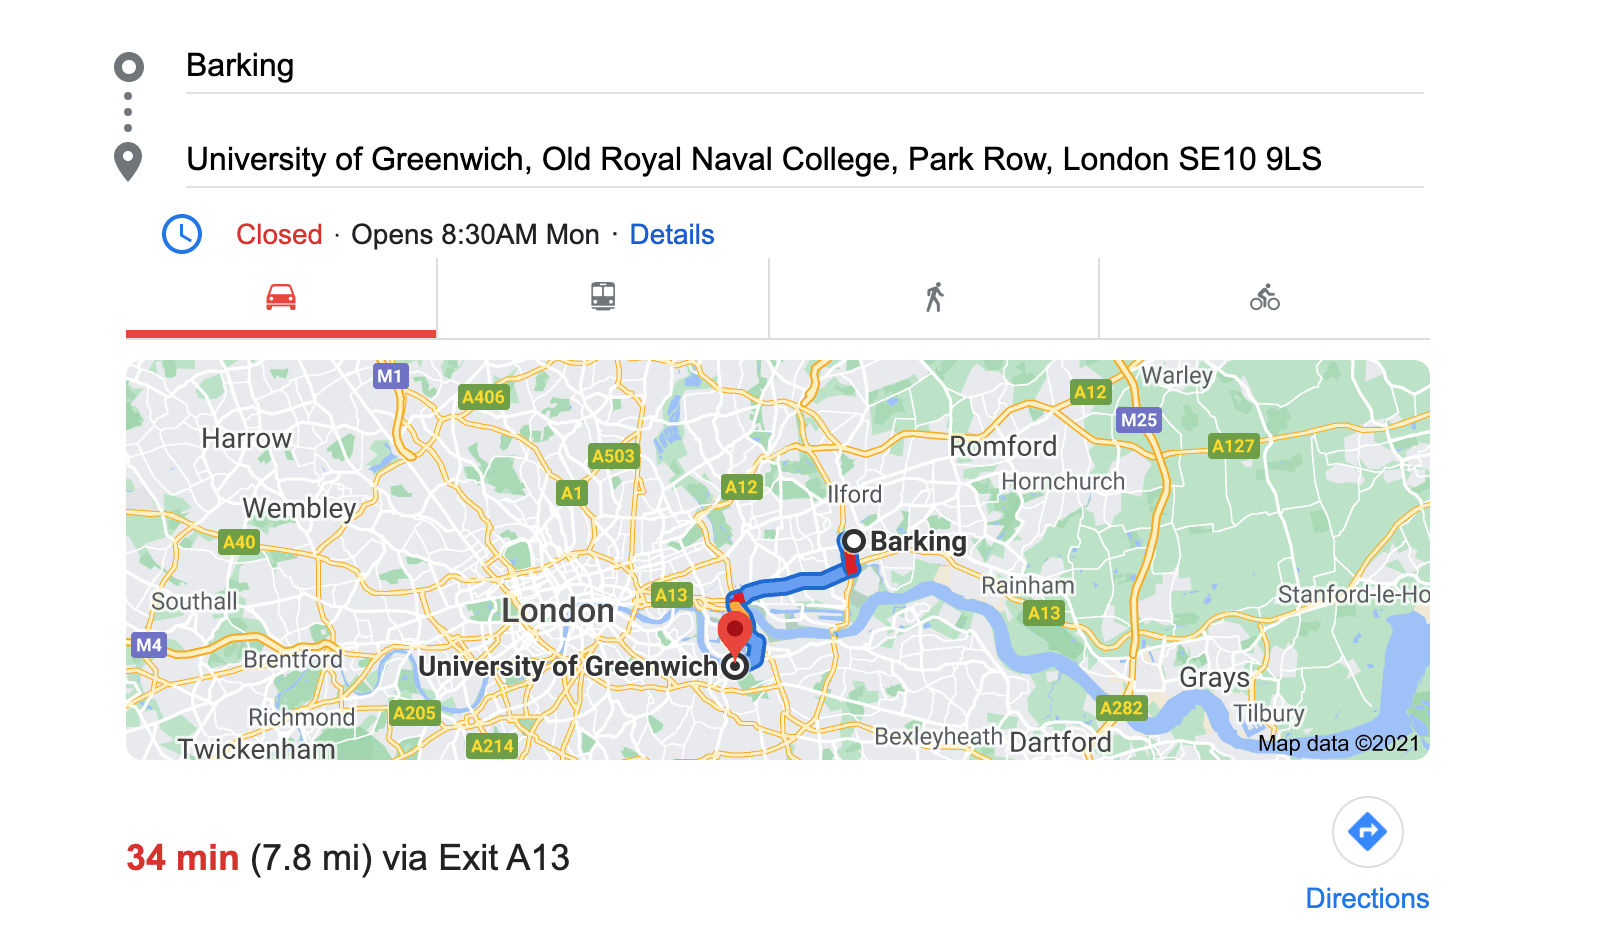 Barking
University of Greenwich, Old Royal Naval College, Park Row, London SE10 9LS
Closed · Opens 8:30AM Mon · Details
M1
A406
A12
Warley
M25
Harrow
A503
Romford
A127
A1
A12
Ilford
Hornchurch
Wembley
A40
Barking
Southall
London
A13
Rainham
A13
Stanford-le-Ho
M4
Brentford
University of Greenwich
Grays
Richmond
A205
A282
Tilbury
Twickenham
A214
Bexleyheath
Dartford
Map data ©2021
34 min (7.8 mi) via Exit A13
Directions